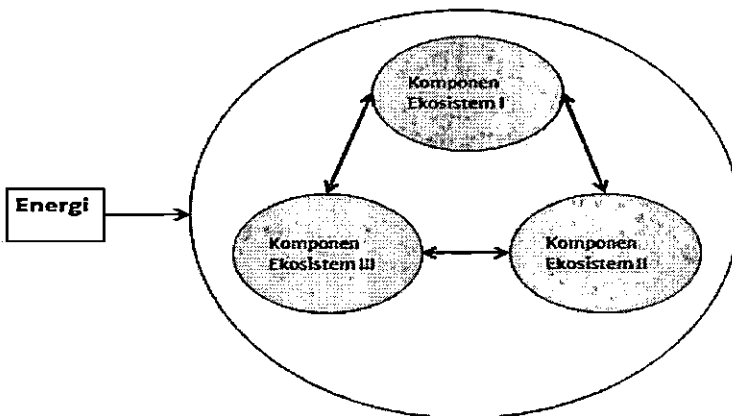 Komponen
Ekosistem I
Energi
Komponen
Ekosistem III
Komponen
Ekosistem II